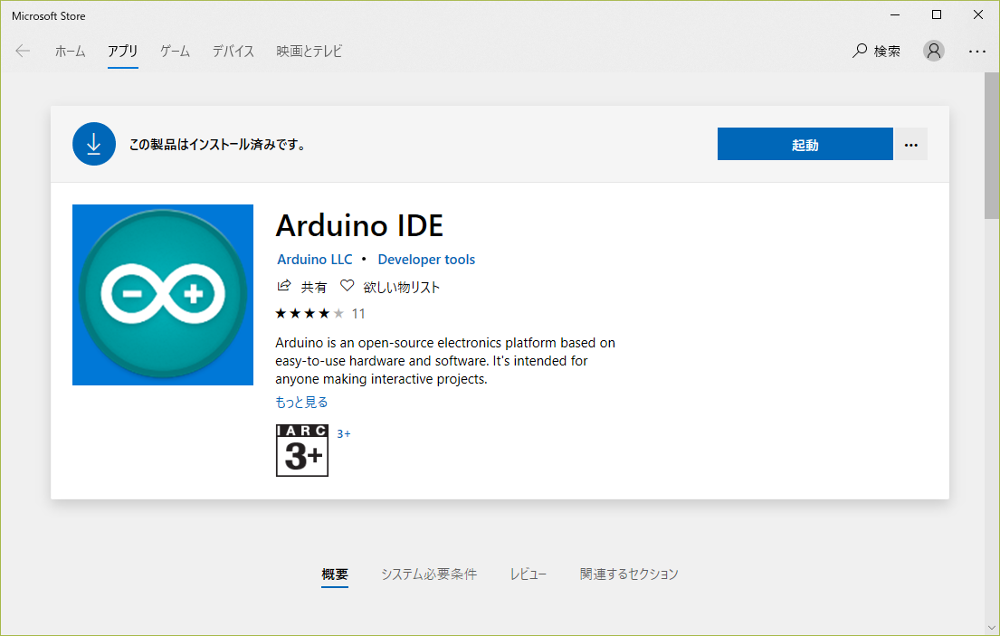 Microsoft Store
ホーム アプリ ゲーム デバイス 映画とテレビ 検索
この製品はインストール済みです。 起動
Arduino IDE
Arduino LLC • Developer tools
共有 欲しい物リスト
11
Arduino is an open-source electronics platform based on
easy-to-use hardware and software. It's intended for
anyone making interactive projects.
もっと見る
IARC 3+
3+
概要 システム必要条件 レビュー 関連するセクション